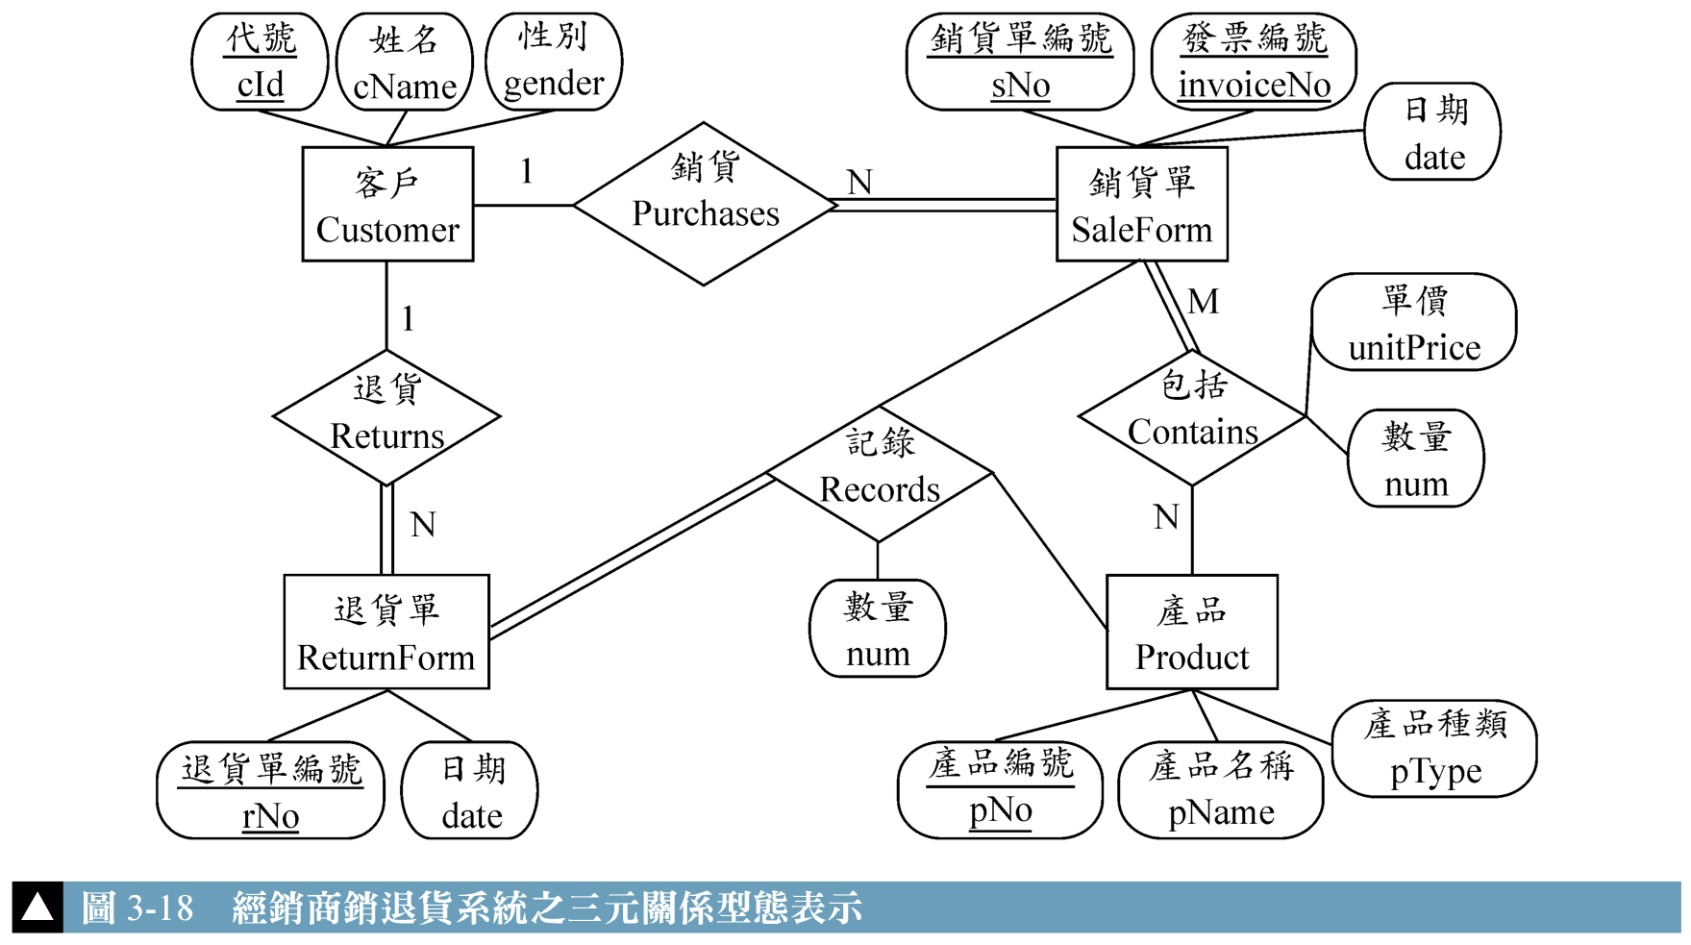 代號
cId
姓名
cName
性別
gender
銷貨單編號
sNo
發票編號
invoiceNo
日期
date
客戶
Customer
1
銷貨
Purchases
N
銷貨單
SaleForm
1
M
單價
unitPrice
退貨
Returns
記錄
Records
包括
Contains
數量
num
N
N
退貨單
ReturnForm
數量
num
產品
Product
退貨單編號
rNo
日期
date
產品編號
pNo
產品名稱
pName
產品種類
pType
▲ 圖 3-18 經銷商銷退貨系統之三元關係型態表示